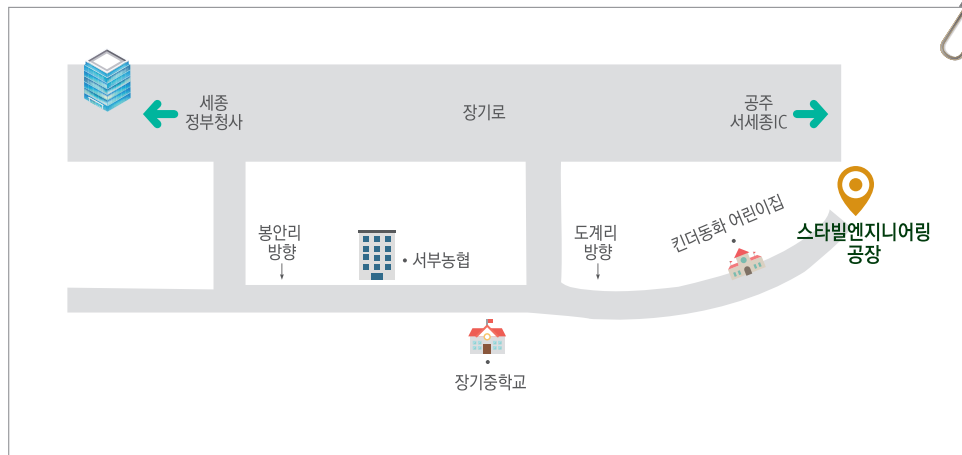 세종
정부청사
장기로
공주
서세종IC
봉안리
방향
서부농협
도계리
방향
킨더동화 어린이집
스타빌엔지니어링
공장
장기중학교